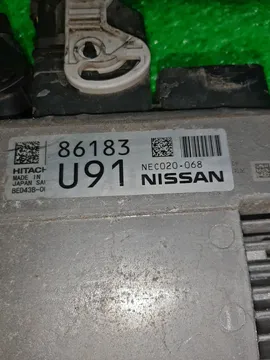 86183
HITACHI
MADE IN
JAPAN
U91
NEC020-068
NISSAN